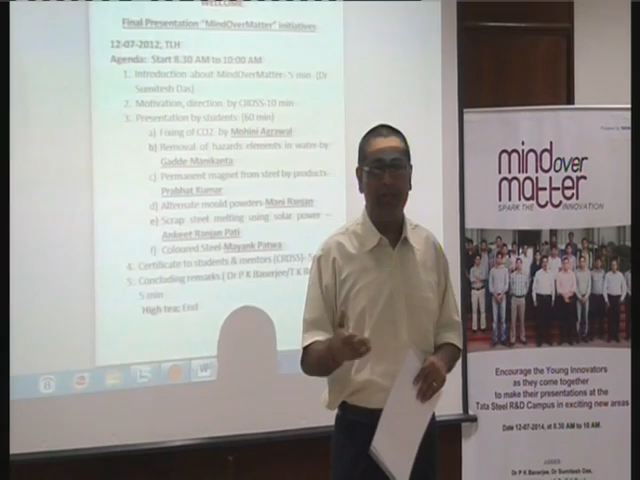 WELCOME
Final Presentation "MindOverMatter" initiatives
12-07-2012, TLH
Agenda: Start 8.30 AM to 10:00 AM
1. Introduction about MindOverMatter- 5 min (Dr
Sumitesh Das)
2. Motivation, direction by CRDSS-10 min
3. Presentation by students: (60 min)
a) Fixing of CO2 by Mohini Agrawal
b) Removal of hazards elements in water-by
Gadde Manikanta
c) Permanent magnet from steel by products-
Prabhat Kumar
d) Alternate mould powders-Mani Ranjan
e) Scrap steel melting using solar power –
Ankeet Ranjan Pati
f) Coloured Steel-Mayank Patwa
4. Certificate to students & mentors (CRDSS)- 5
5. Concluding remarks ( Dr P K Banerjee/T K
5 min
High tea: End
mind over
matter
SPARK THE INNOVATION
Encourage the Young Innovators
as they come together
to make their presentations at the
Tata Steel R&D Campus in exciting new areas
Date 12-07-2014, at 8.30 AM to 10 AM.
Dr P K Banerjee, Dr Sumitesh Das,